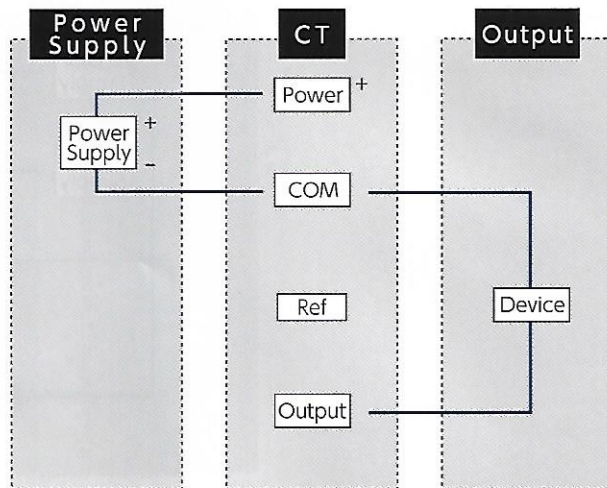 Power Supply
CT
Output
Power +
Power Supply + -
COM
Ref
Device
Output